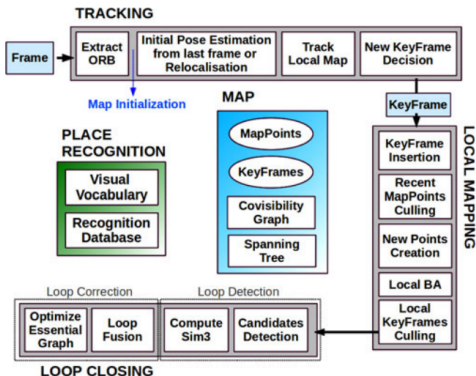 TRACKING
Frame
Extract
ORB
Initial Pose Estimation
from last frame or
Relocalisation
Track
Local Map
New KeyFrame
Decision
Map Initialization
KeyFrame
MAP
MapPoints
KeyFrames
Covisibility
Graph
Spanning
Tree
PLACE
RECOGNITION
Visual
Vocabulary
Recognition
Database
LOCAL MAPPING
KeyFrame
Insertion
Recent
MapPoints
Culling
New Points
Creation
Local BA
Local
KeyFrames
Culling
Loop Correction
Loop Detection
Optimize
Essential
Graph
Loop
Fusion
Compute
Sim3
Candidates
Detection
LOOP CLOSING